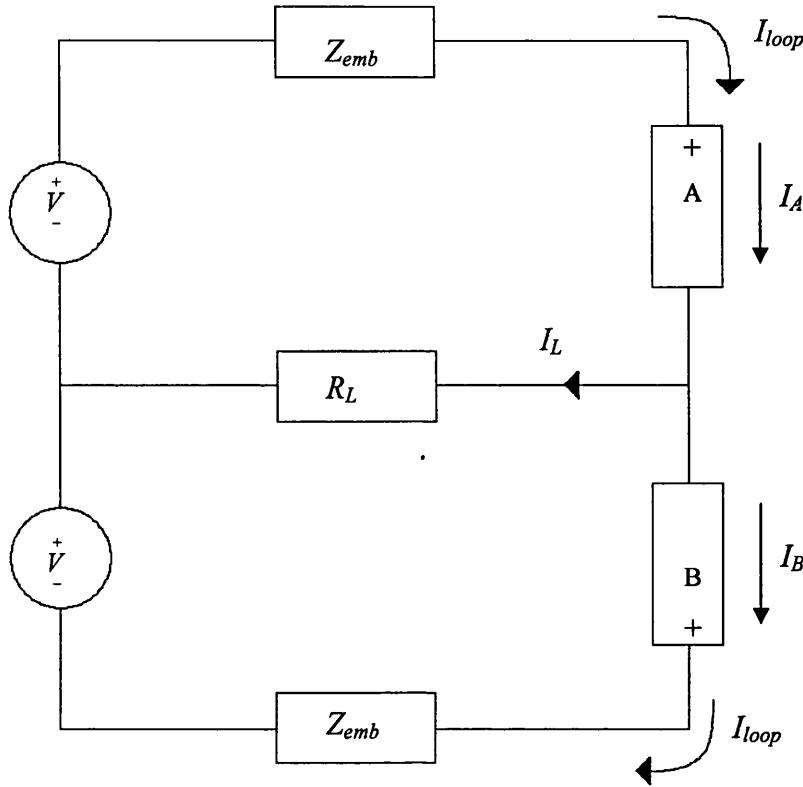 Z_emb
I_loop
+
A
I_A
+
V
-
I_L
R_L
+
V
-
B
+
I_B
Z_emb
I_loop